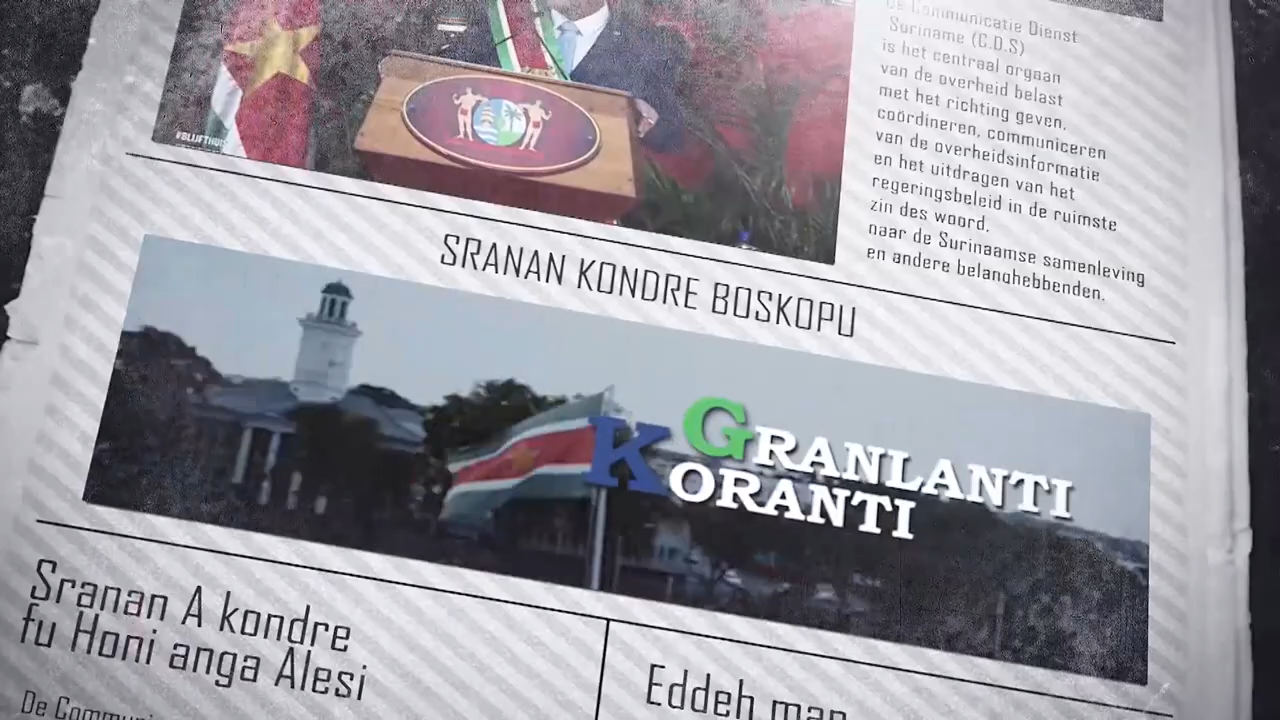 #BLIJFTHUIS
De Communicatie Dienst
Suriname (C.D.S)
is het centraal orgaan
van de overheid belast
met het richting geven,
coördineren, communiceren
van de overheidsinformatie
en het uitdragen van het
regeringsbeleid in de ruimste
zin des woord.
naar de Surinaamse samenleving
en andere belanghebbenden.
SRANAN KONDRE BOSKOPU
GRANLANTI
KORANTI
Sranan A kondre
fu Honi anga Alesi
De
Eddeh man